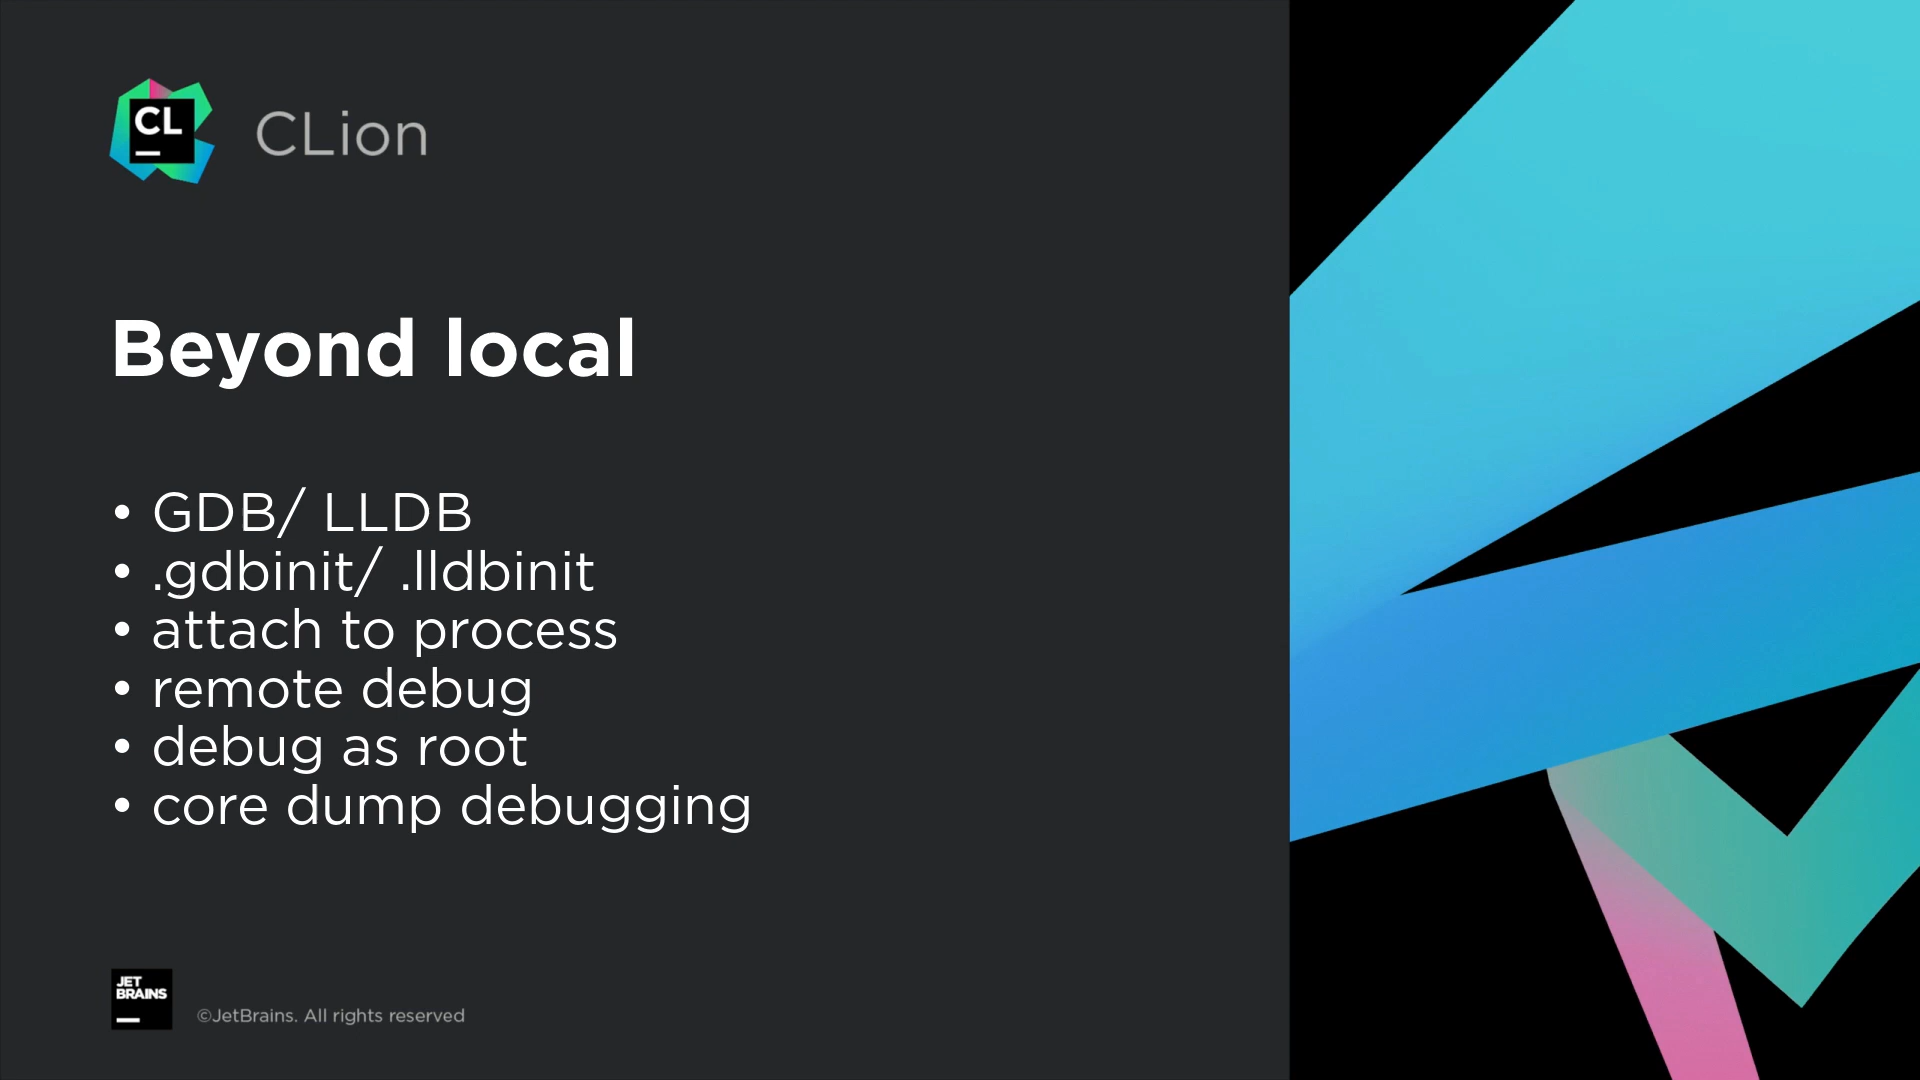 CL
CLion
Beyond local
• GDB/ LLDB
• .gdbinit/ .lldbinit
• attach to process
• remote debug
• debug as root
• core dump debugging
JET
BRAINS
©JetBrains. All rights reserved